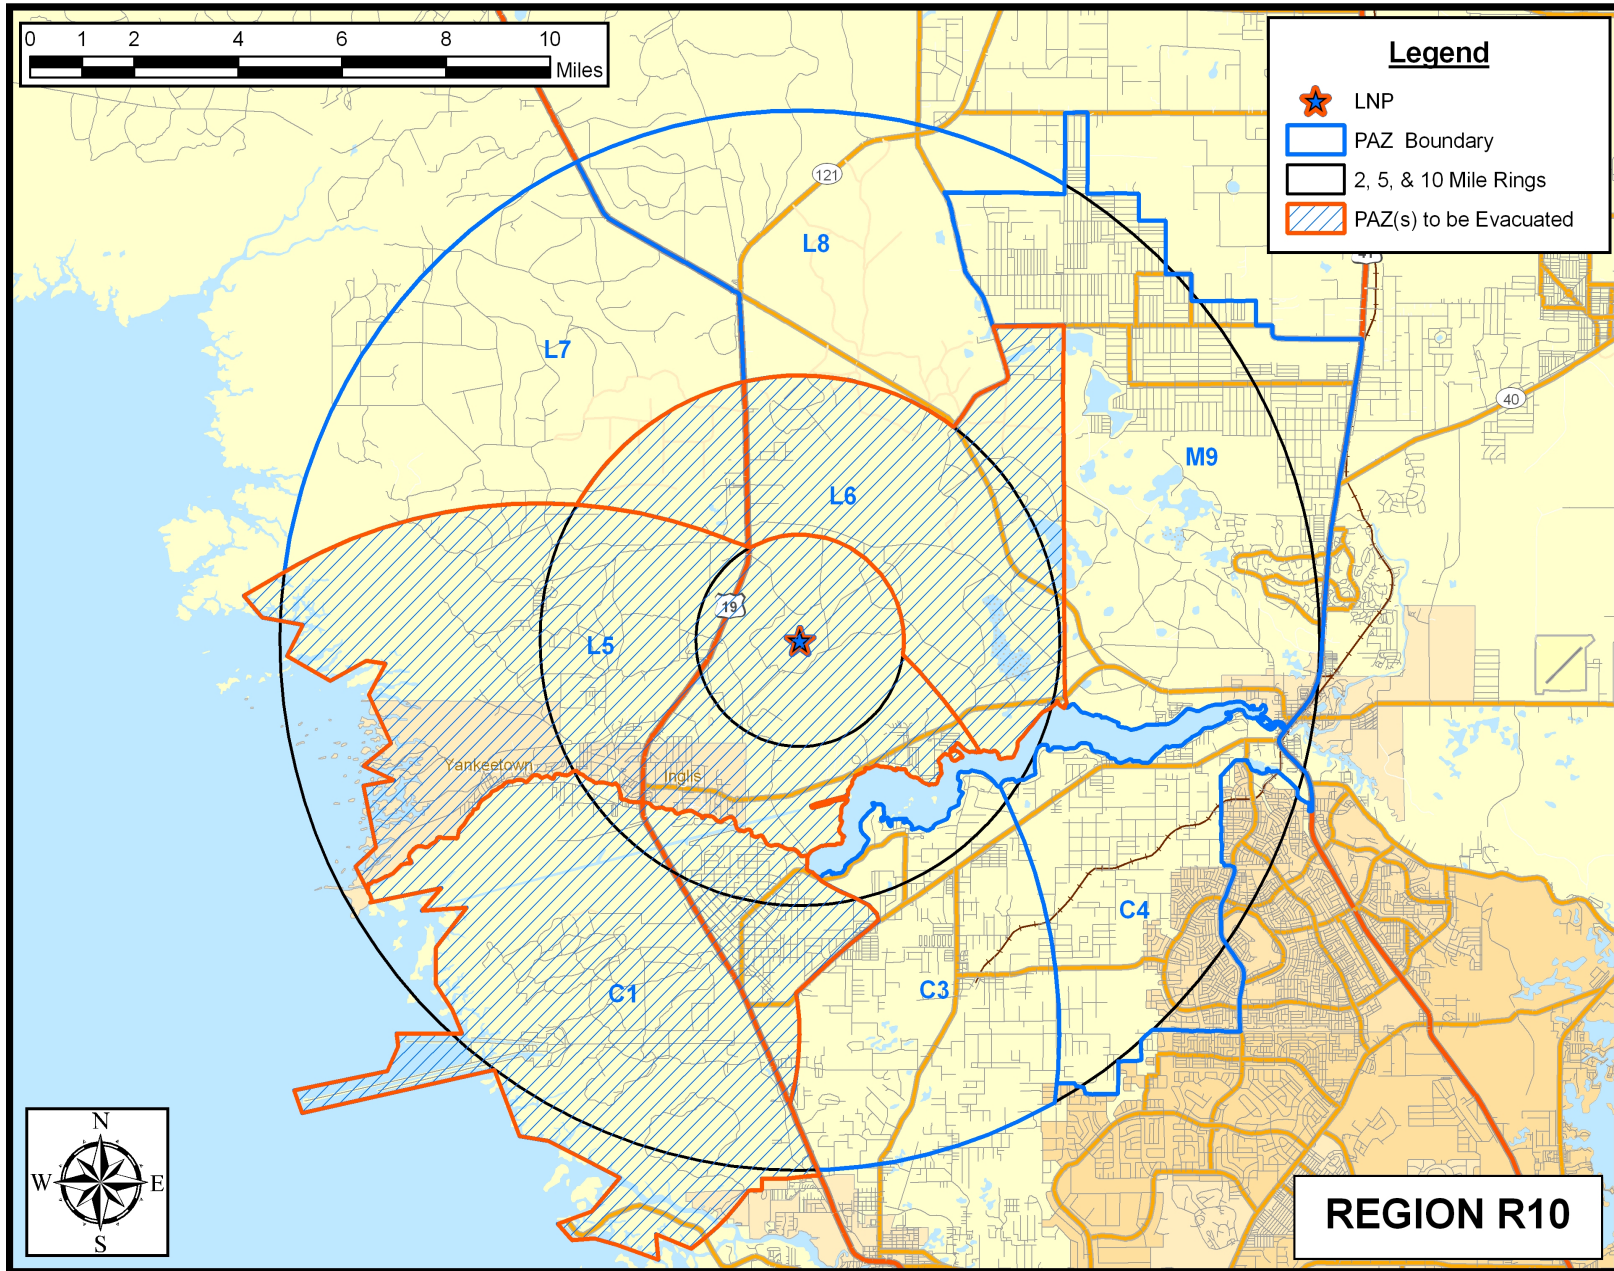 0 1 2 4 6 8 10
Miles
Legend
LNP
PAZ Boundary
2, 5, & 10 Mile Rings
PAZ(s) to be Evacuated
121
L8
41
L7
40
M9
L6
19
L5
Yankeetown
Inglis
C4
C3
C1
N
W E
S
REGION R10